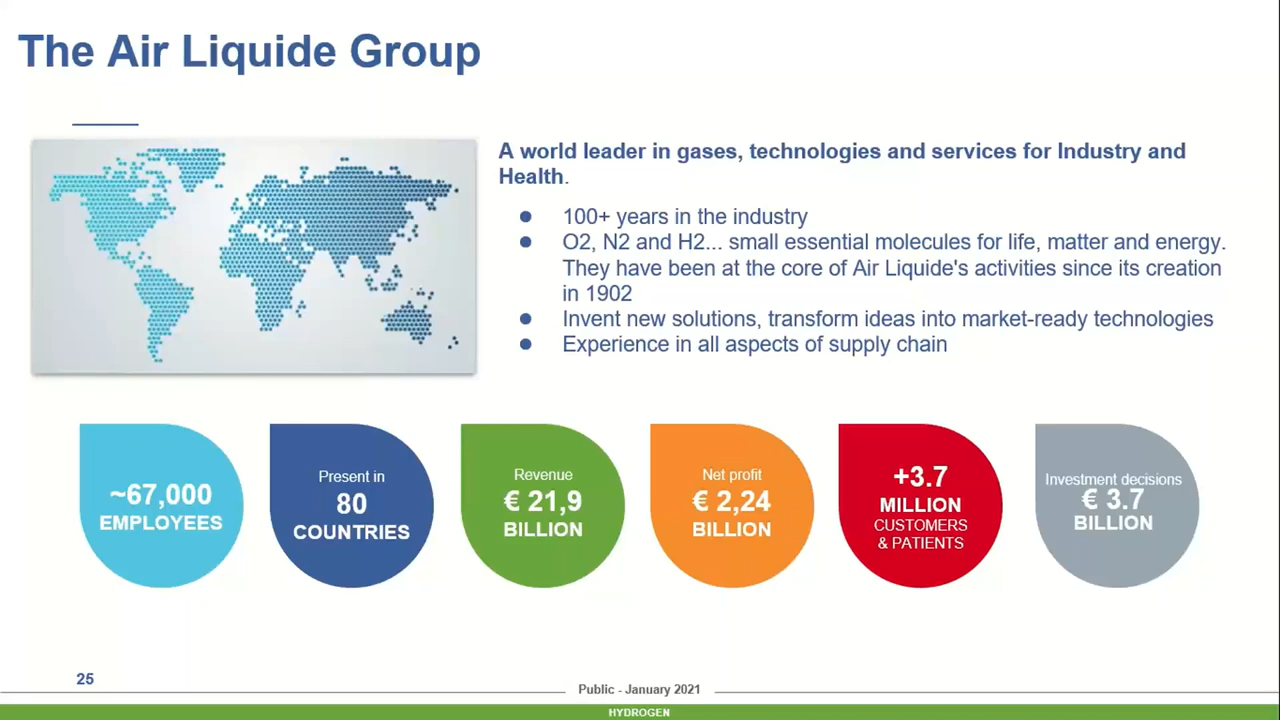 The Air Liquide Group
A world leader in gases, technologies and services for Industry and
Health.
● 100+ years in the industry
● O2, N2 and H2... small essential molecules for life, matter and energy.
They have been at the core of Air Liquide's activities since its creation
in 1902
● Invent new solutions, transform ideas into market-ready technologies
● Experience in all aspects of supply chain
~67,000
EMPLOYEES
Present in
80
COUNTRIES
Revenue
€ 21,9
BILLION
Net profit
€ 2,24
BILLION
+3.7
MILLION
CUSTOMERS
& PATIENTS
Investment decisions
€ 3.7
BILLION
25
Public - January 2021
HYDROGEN